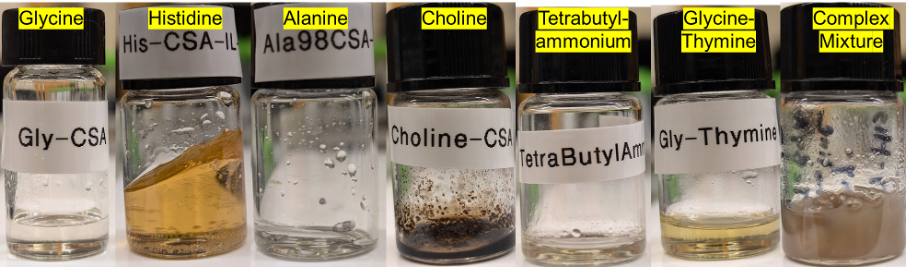 Glycine
Histidine
Alanine
Choline
Tetrabutyl-
ammonium
Glycine-
Thymine
Complex
Mixture
Gly-CSA
His-CSA-IL
Ala98CSA-
Choline-CSA
TetraButylAm
Gly-Thymine